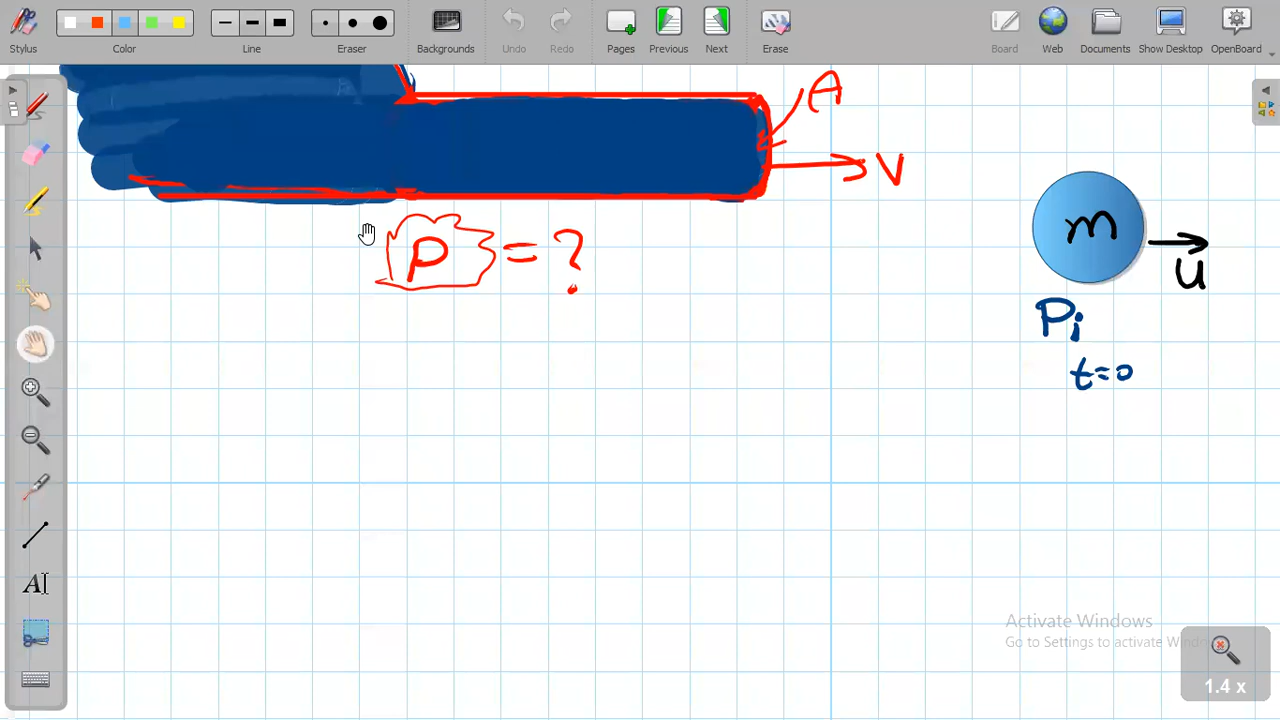 Stylus
Color
Line
Eraser
Backgrounds
Undo
Redo
Pages
Previous
Next
Erase
Board
Web
Documents
Show Desktop
OpenBoard
A
V
P = ?
m
u
Pi
t=0
A
Activate Windows
Go to Settings to activate Windows
1.4 x